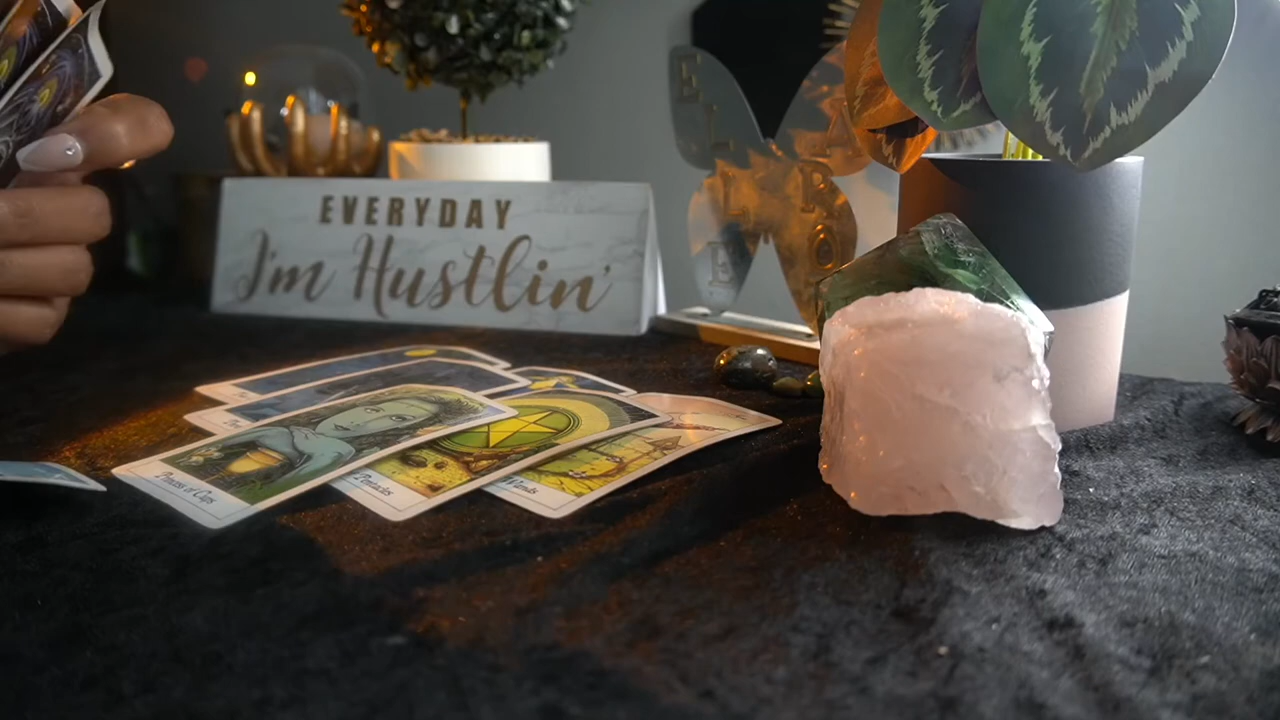 EVERYDAY
I'm Hustlin'
E
L
L
E
A
R
O
Princess of Cups
Pentacles
Wands